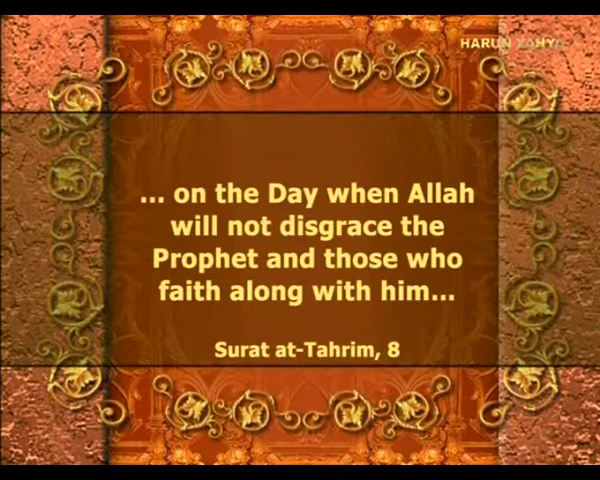 HARUN YAHYA
... on the Day when Allah
will not disgrace the
Prophet and those who
faith along with him...
Surat at-Tahrim, 8